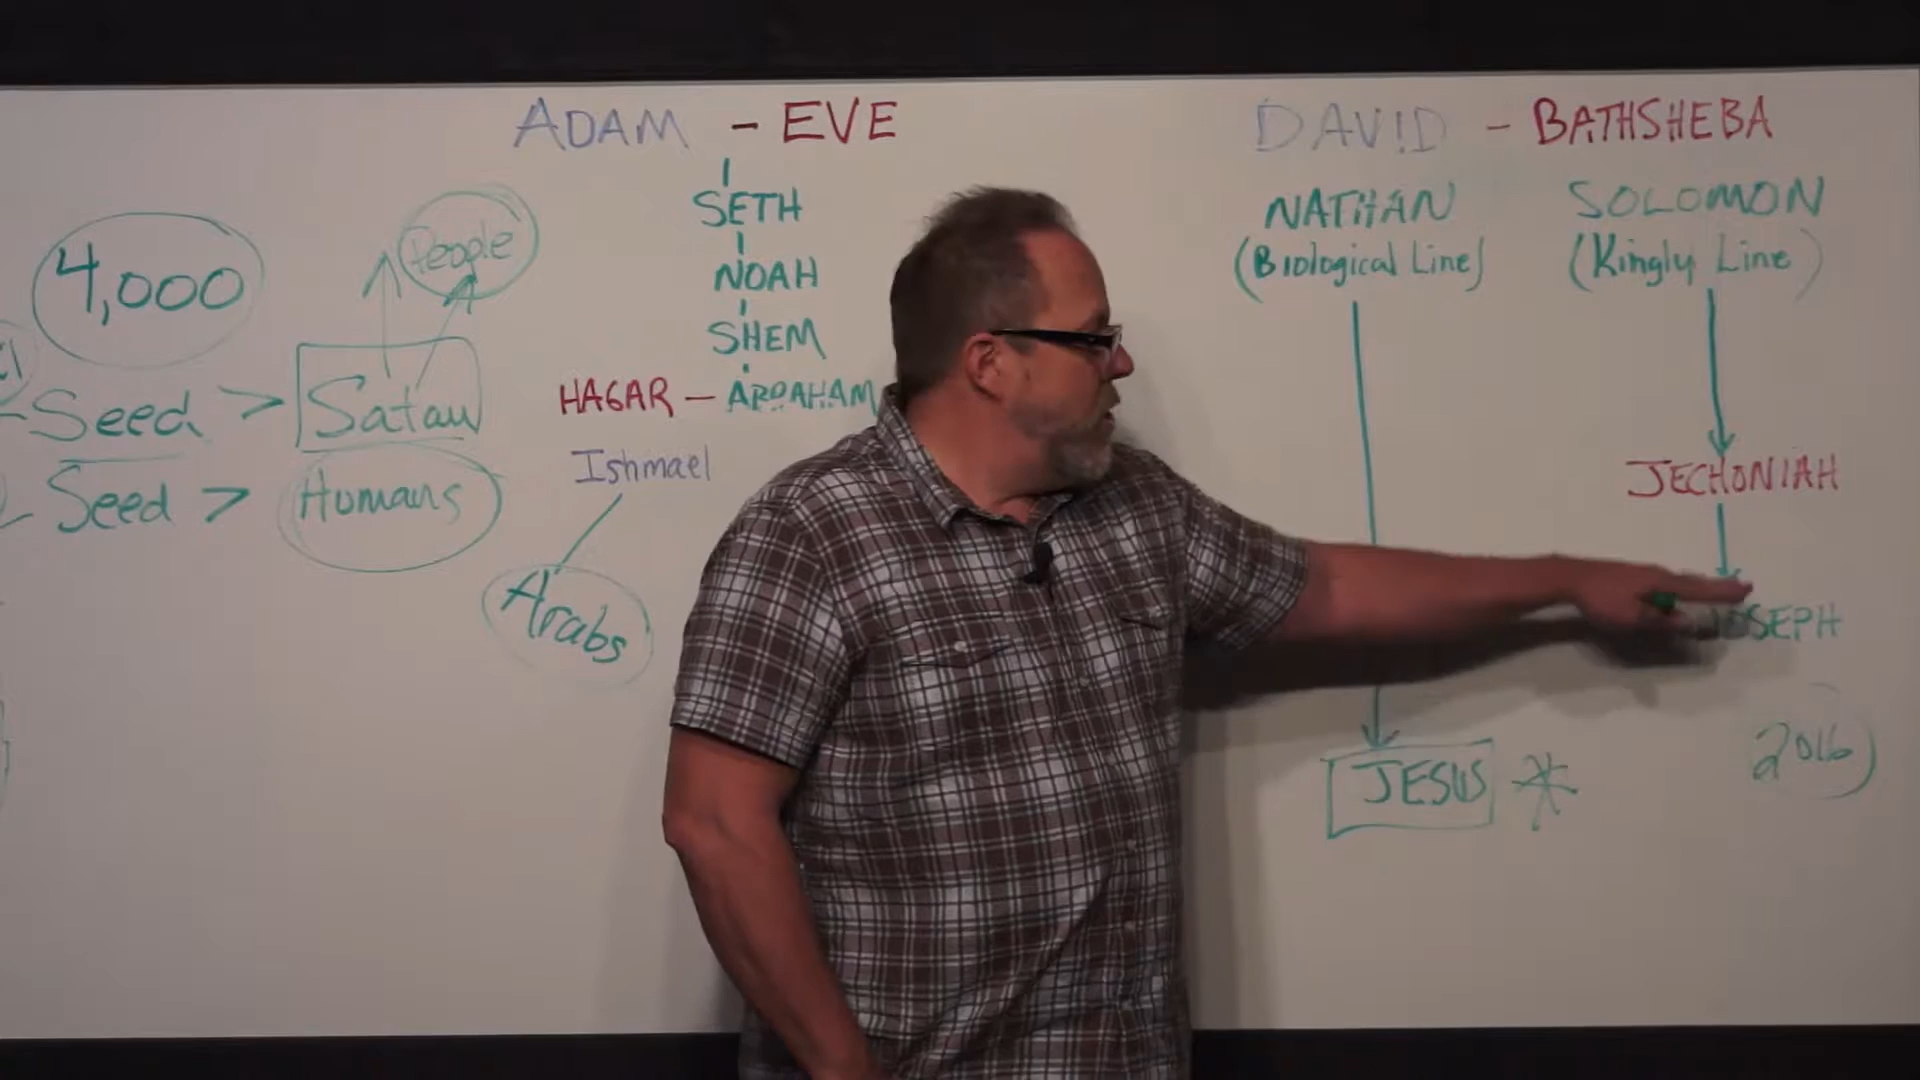 ADAM - EVE
SETH
NOAH
SHEM
HAGAR - ABRAHAM
Ishmael
Arabs
4,000
People
Seed > Satan
Seed > Humans
DAVID - BATHSHEBA
NATHAN
(Biological Line)
SOLOMON
(Kingly Line)
JECHONIAH
JOSEPH
JESUS *
2016